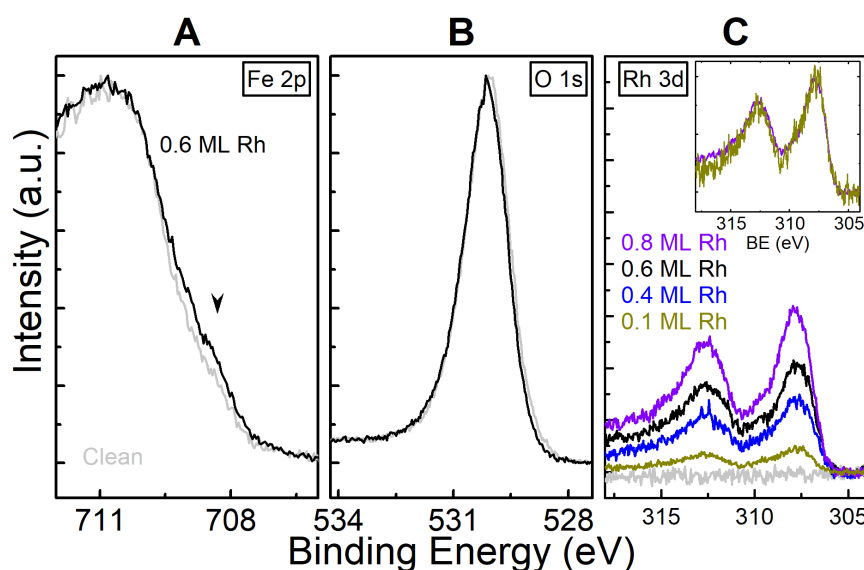 A
B
C
Fe 2p
O 1s
Rh 3d
0.6 ML Rh
Clean
315
310
305
BE (eV)
0.8 ML Rh
0.6 ML Rh
0.4 ML Rh
0.1 ML Rh
711
708
534
531
528
315
310
305
Intensity (a.u.)
Binding Energy (eV)